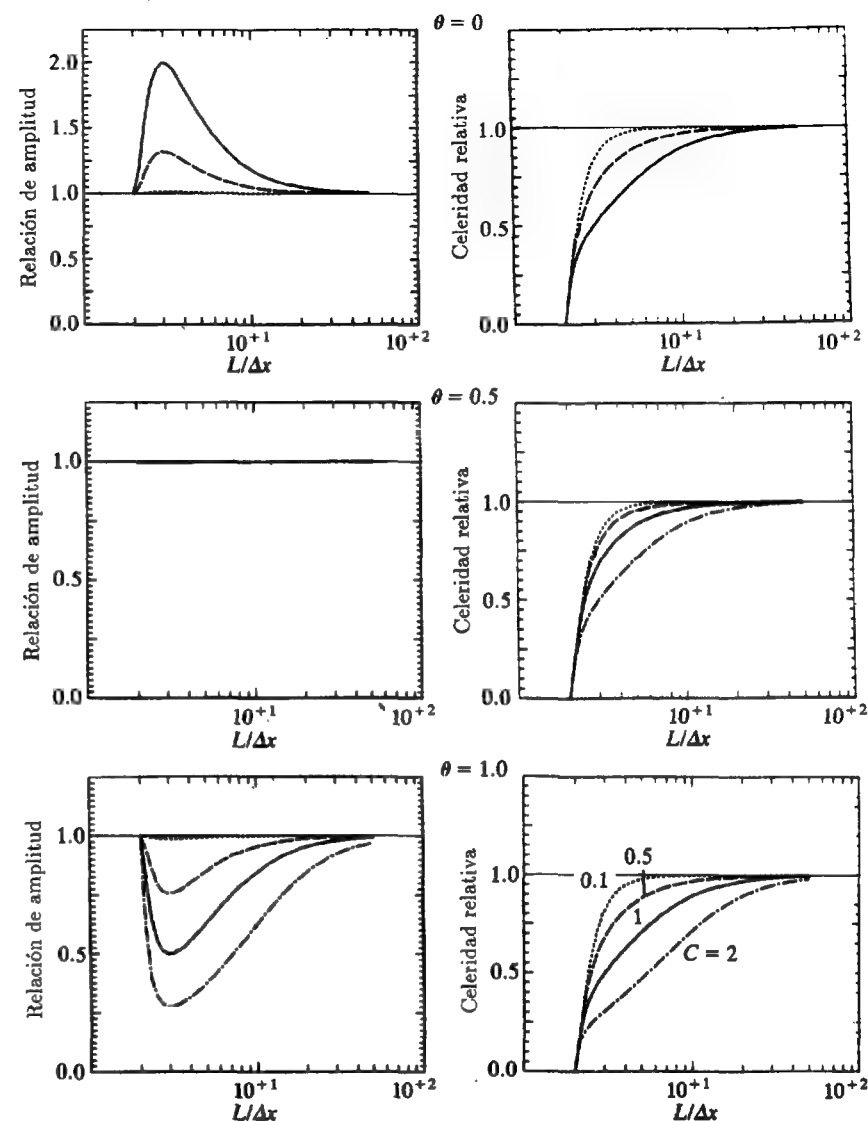 θ = 0
Relación de amplitud
2.0
1.5
1.0
0.5
0.0
10+1
10+2
L/Δx
Celeridad relativa
1.0
0.5
0.0
10+1
10+2
L/Δx
θ = 0.5
Relación de amplitud
1.0
0.5
0.0
10+1
10+2
L/Δx
Celeridad relativa
1.0
0.5
0.0
10+1
10+2
L/Δx
θ = 1.0
Relación de amplitud
1.0
0.5
0.0
10+1
10+2
L/Δx
Celeridad relativa
1.0
0.5
0.0
0.5
0.1
1
C = 2
10+1
10+2
L/Δx